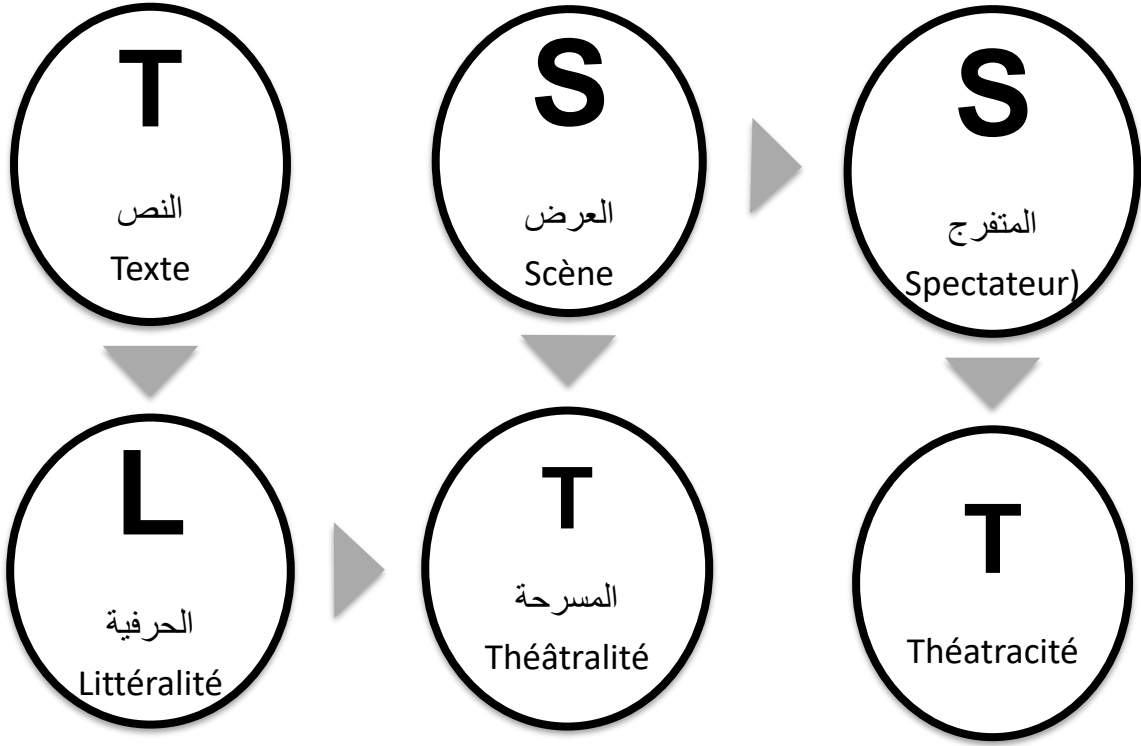 T
النص
Texte
S
العرض
Scène
S
المتفرج
Spectateur)
L
الحرفية
Littéralité
T
المسرحة
Théâtralité
T
Théatracité